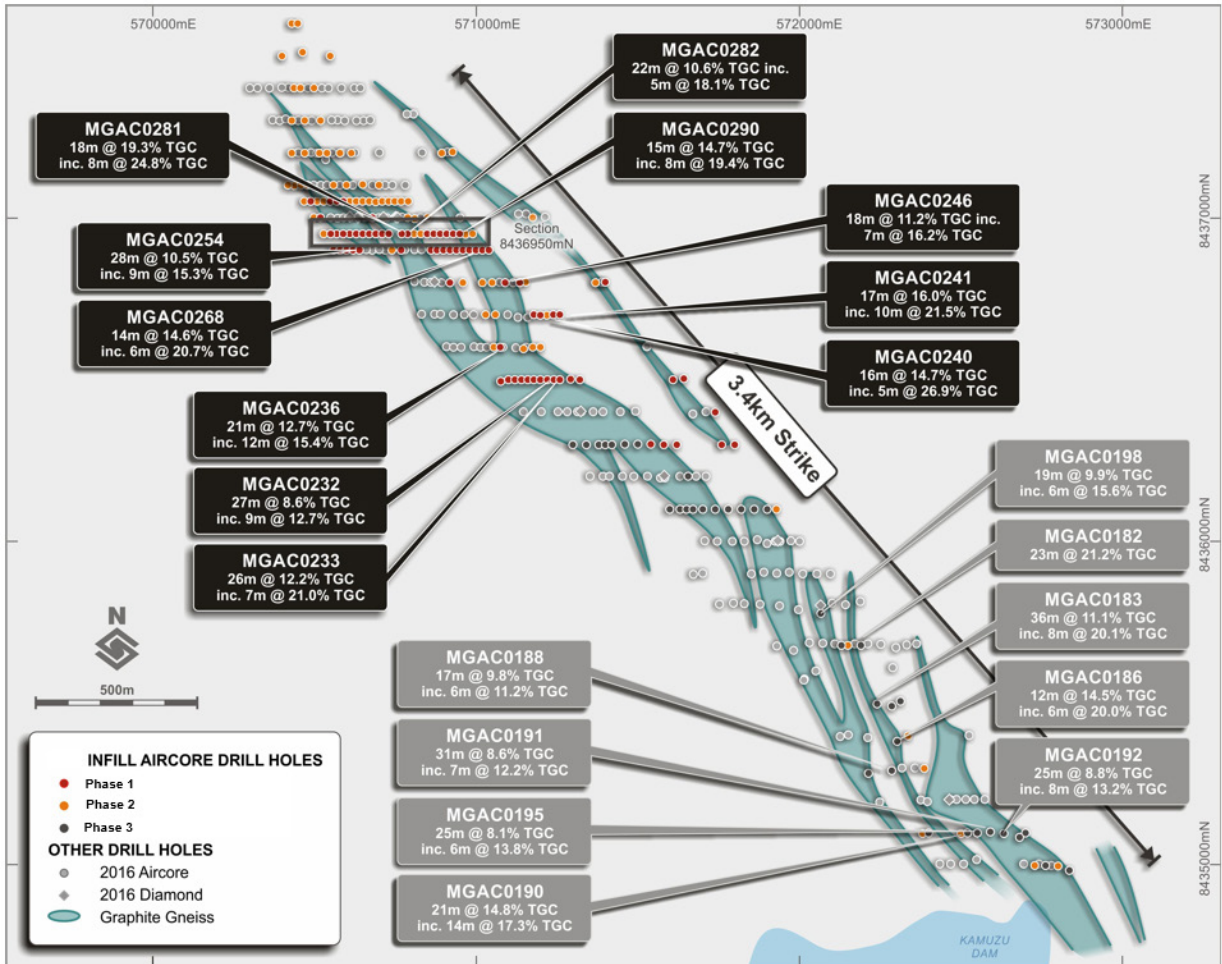 570000mE
571000mE
572000mE
573000mE
MGAC0282
22m @ 10.6% TGC inc.
5m @ 18.1% TGC
MGAC0281
18m @ 19.3% TGC
inc. 8m @ 24.8% TGC
MGAC0290
15m @ 14.7% TGC
inc. 8m @ 19.4% TGC
MGAC0246
18m @ 11.2% TGC inc.
7m @ 16.2% TGC
8437000mN
Section
8436950mN
MGAC0254
28m @ 10.5% TGC
inc. 9m @ 15.3% TGC
MGAC0241
17m @ 16.0% TGC
inc. 10m @ 21.5% TGC
MGAC0268
14m @ 14.6% TGC
inc. 6m @ 20.7% TGC
MGAC0240
16m @ 14.7% TGC
inc. 5m @ 26.9% TGC
3.4km Strike
MGAC0236
21m @ 12.7% TGC
inc. 12m @ 15.4% TGC
MGAC0232
27m @ 8.6% TGC
inc. 9m @ 12.7% TGC
MGAC0233
26m @ 12.2% TGC
inc. 7m @ 21.0% TGC
MGAC0198
19m @ 9.9% TGC
inc. 6m @ 15.6% TGC
8436000mN
MGAC0182
23m @ 21.2% TGC
MGAC0183
36m @ 11.1% TGC
inc. 8m @ 20.1% TGC
MGAC0186
12m @ 14.5% TGC
inc. 6m @ 20.0% TGC
MGAC0192
25m @ 8.8% TGC
inc. 8m @ 13.2% TGC
N
500m
MGAC0188
17m @ 9.8% TGC
inc. 6m @ 11.2% TGC
MGAC0191
31m @ 8.6% TGC
inc. 7m @ 12.2% TGC
MGAC0195
25m @ 8.1% TGC
inc. 6m @ 13.8% TGC
MGAC0190
21m @ 14.8% TGC
inc. 14m @ 17.3% TGC
8435000mN
INFILL AIRCORE DRILL HOLES
Phase 1
Phase 2
Phase 3
OTHER DRILL HOLES
2016 Aircore
2016 Diamond
Graphite Gneiss
KAMUZU
DAM